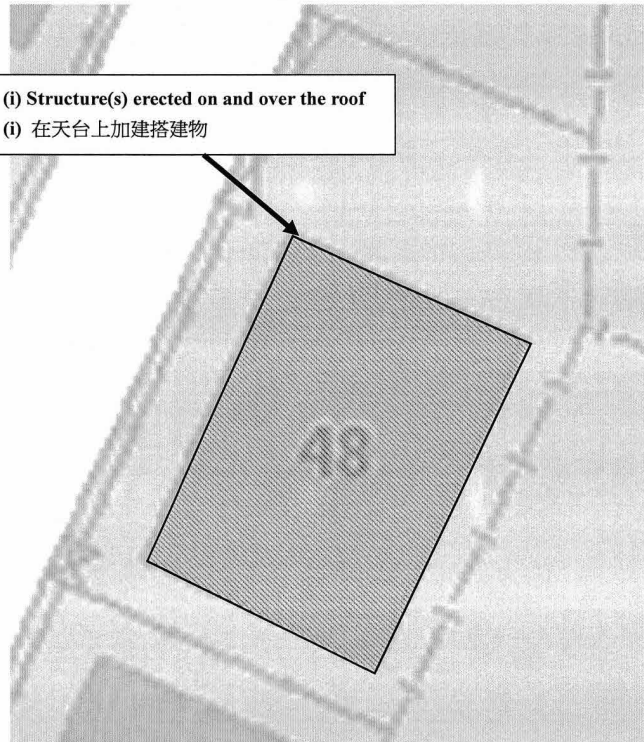 (i) Structure(s) erected on and over the roof
(i) 在天台上加建搭建物
48